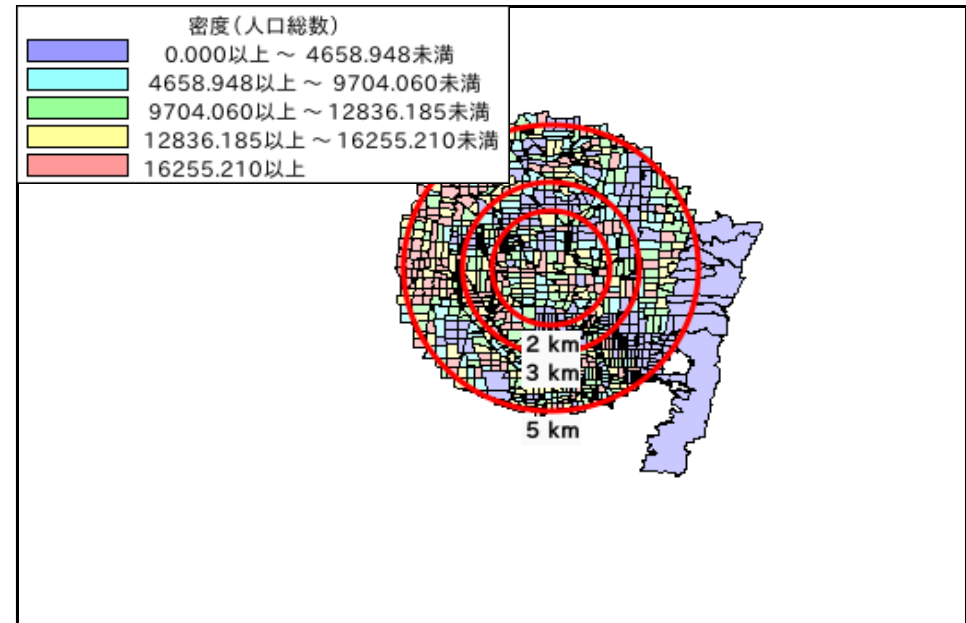 密度(人口総数)
0.000以上 ～ 4658.948未満
4658.948以上 ～ 9704.060未満
9704.060以上 ～ 12836.185未満
12836.185以上 ～ 16255.210未満
16255.210以上
2 km
3 km
5 km